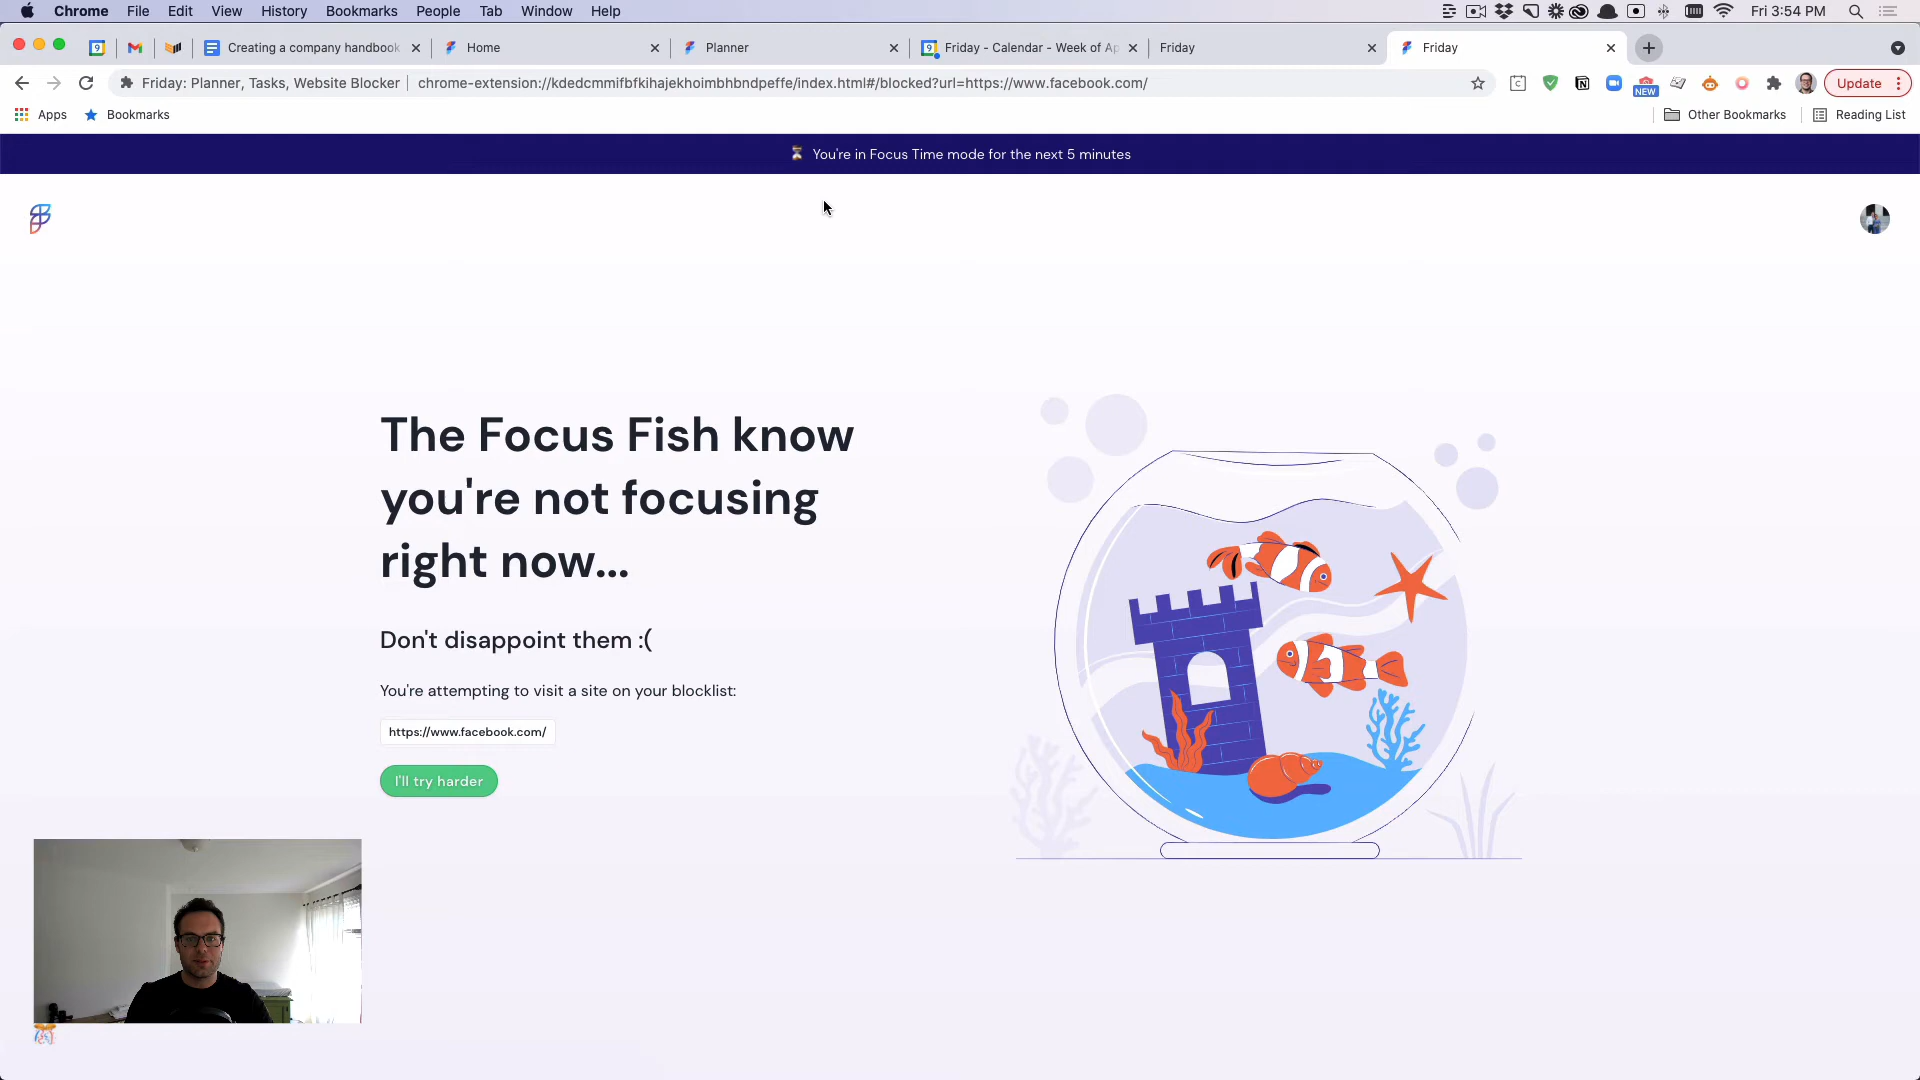 Chrome File Edit View History Bookmarks People Tab Window Help Fri 3:54 PM
Creating a company handbook Home Planner Friday - Calendar - Week of Ap Friday Friday
Friday: Planner, Tasks, Website Blocker chrome-extension://kdedcmmifbfkihajekhoimbhbndpeffe/index.html#/blocked?url=https://www.facebook.com/ NEW Update
Apps Bookmarks Other Bookmarks Reading List
You're in Focus Time mode for the next 5 minutes
The Focus Fish know
you're not focusing
right now...
Don't disappoint them :(
You're attempting to visit a site on your blocklist:
https://www.facebook.com/
I'll try harder